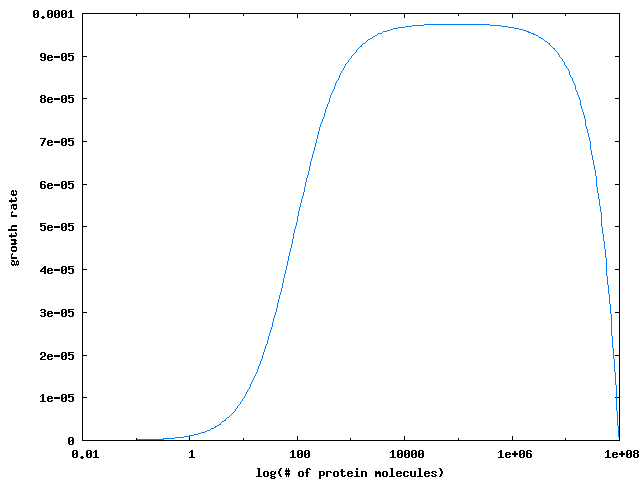 0.0001
9e-05
8e-05
7e-05
6e-05
5e-05
4e-05
3e-05
2e-05
1e-05
0
growth rate
0.01 1 100 10000 1e+06 1e+08
log(# of protein molecules)